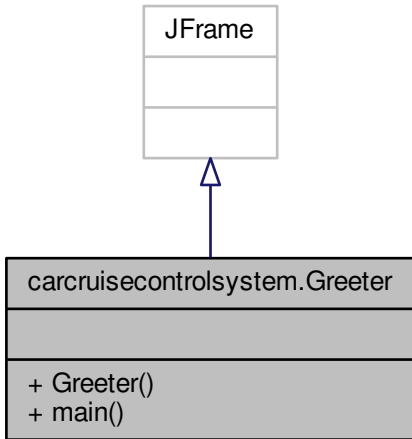 JFrame
carcruisecontrolsystem.Greeter
+ Greeter()
+ main()